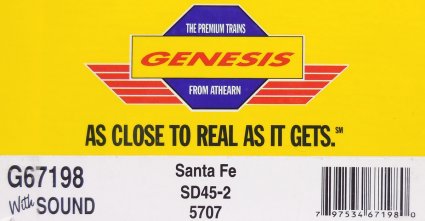 THE PREMIUM TRAINS
GENESIS
FROM ATHEARN
AS CLOSE TO REAL AS IT GETS.℠
G67198
With SOUND
Santa Fe
SD45-2
5707
7 97534 67198 0